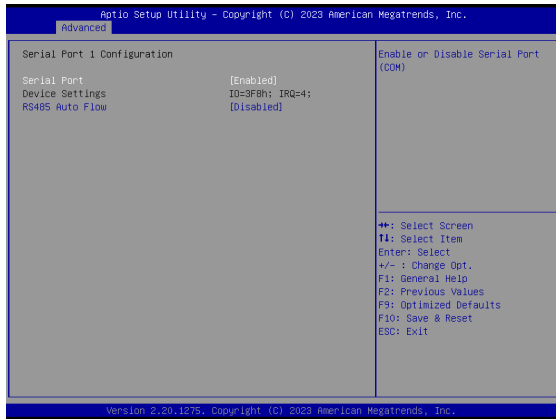 Aptio Setup Utility – Copyright (C) 2023 American Megatrends, Inc.
Advanced
Serial Port 1 Configuration
Serial Port [Enabled]
Device Settings IO=3F8h; IRQ=4;
RS485 Auto Flow [Disabled]
Enable or Disable Serial Port
(COM)
→←: Select Screen
↑↓: Select Item
Enter: Select
+/- : Change Opt.
F1: General Help
F2: Previous Values
F9: Optimized Defaults
F10: Save & Reset
ESC: Exit
Version 2.20.1275. Copyright (C) 2023 American Megatrends, Inc.